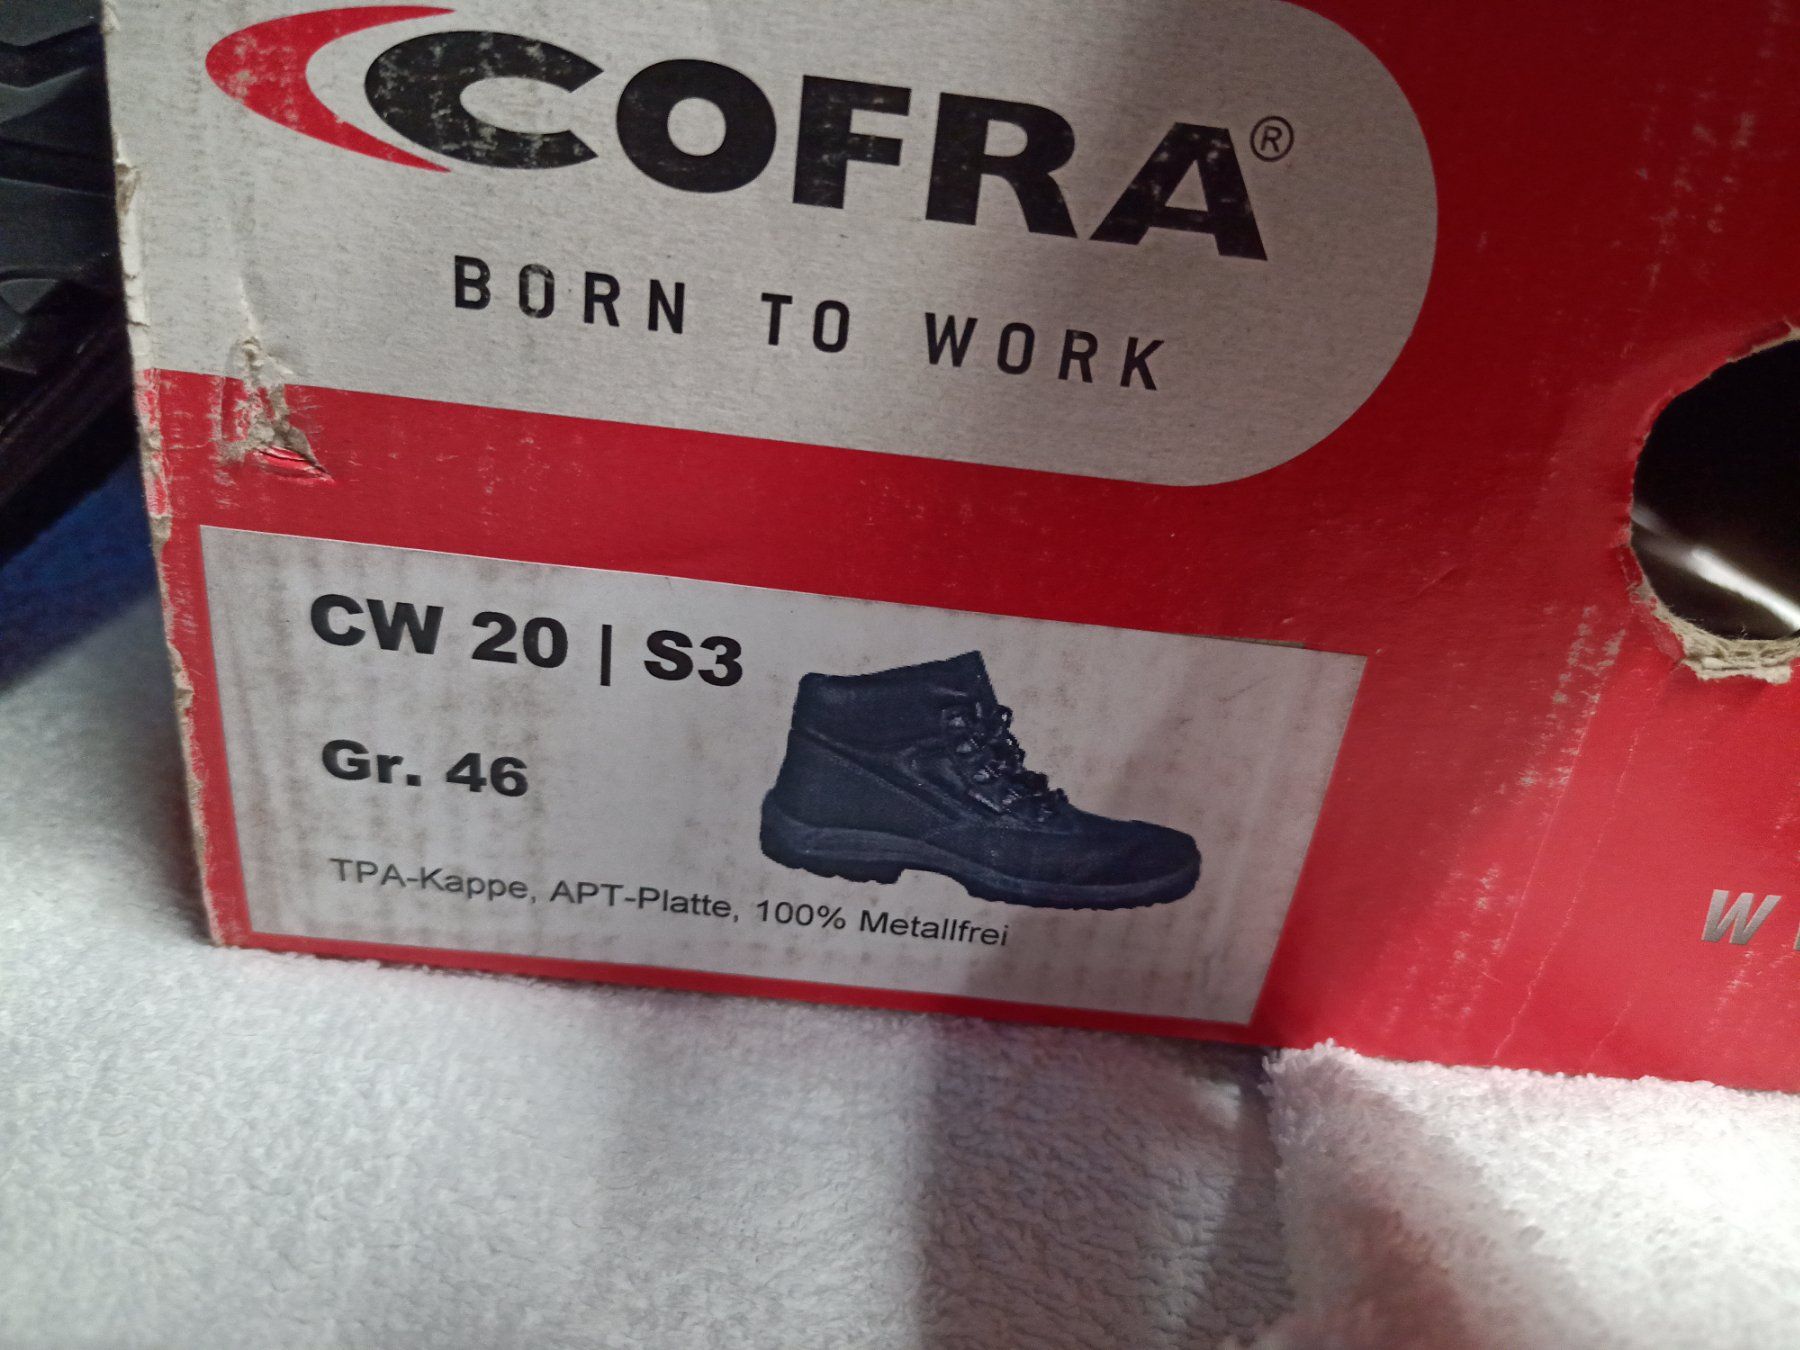 COFRA®
BORN TO WORK
CW 20 | S3
Gr. 46
TPA-Kappe, APT-Platte, 100% Metallfrei
W